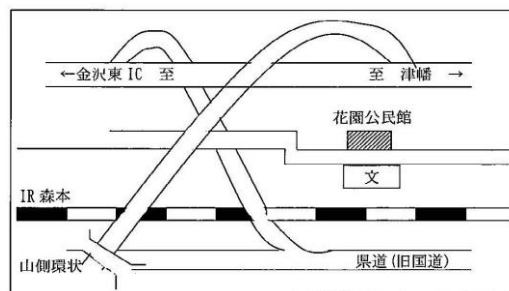 ←金沢東IC 至
至 津幡 →
花園公民館
文
IR森本
山側環状
県道(旧国道)